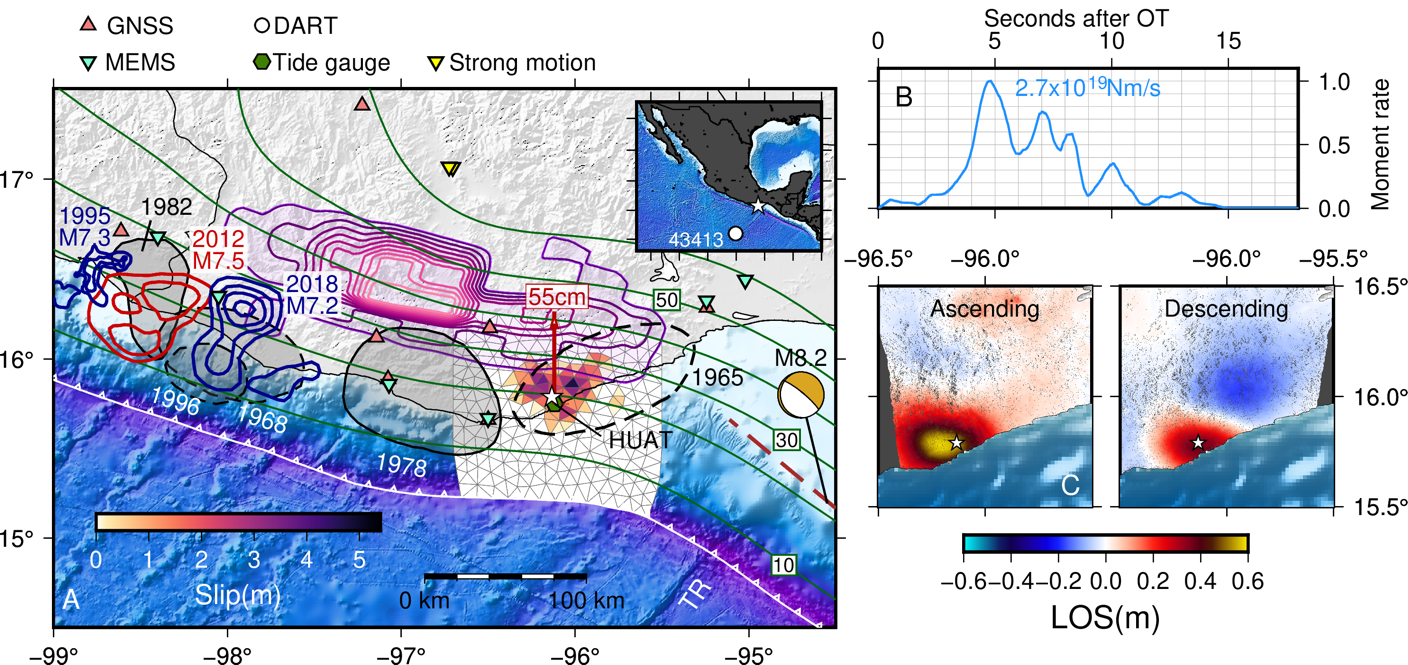 GNSS
DART
MEMS
Tide gauge
Strong motion
17°
16°
15°
−99°
−98°
−97°
−96°
−95°
1995
M7.3
1982
2012
M7.5
2018
M7.2
43413
50
55cm
1965
M8.2
1996
1968
HUAT
30
1978
10
0
1
2
3
4
5
Slip(m)
0 km
100 km
TR
A
Seconds after OT
0
5
10
15
B
2.7x10¹⁹Nm/s
1.0
0.5
0.0
Moment rate
−96.5°
−96.0°
−96.0°
−95.5°
Ascending
Descending
C
16.5°
16.0°
15.5°
−0.6
−0.4
−0.2
0.0
0.2
0.4
0.6
LOS(m)